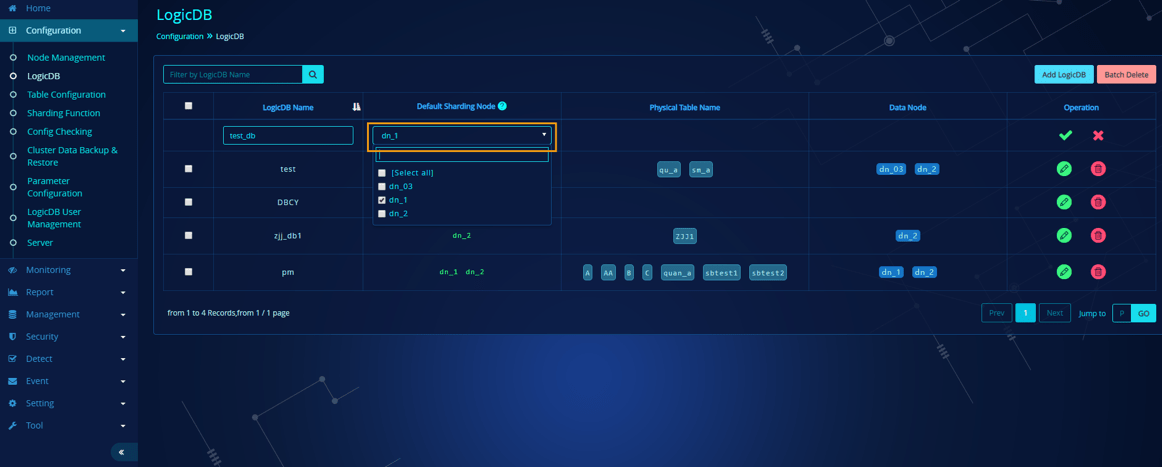 Home
Configuration
Node Management
LogicDB
Table Configuration
Sharding Function
Config Checking
Cluster Data Backup &
Restore
Parameter
Configuration
LogicDB User
Management
Server
Monitoring
Report
Management
Security
Detect
Event
Setting
Tool
«
LogicDB
Configuration » LogicDB
Filter by LogicDB Name
Add LogicDB Batch Delete
LogicDB Name Default Sharding Node ? Physical Table Name Data Node Operation
test_db dn_1
[Select all]
dn_03
dn_1
dn_2
test qu_a sm_a dn_03 dn_2
DBCY
zjj_db1 dn_2 ZJJ1 dn_2
pm dn_1 dn_2 A AA B C quan_a sbtest1 sbtest2 dn_1 dn_2
from 1 to 4 Records,from 1 / 1 page Prev 1 Next Jump to P GO